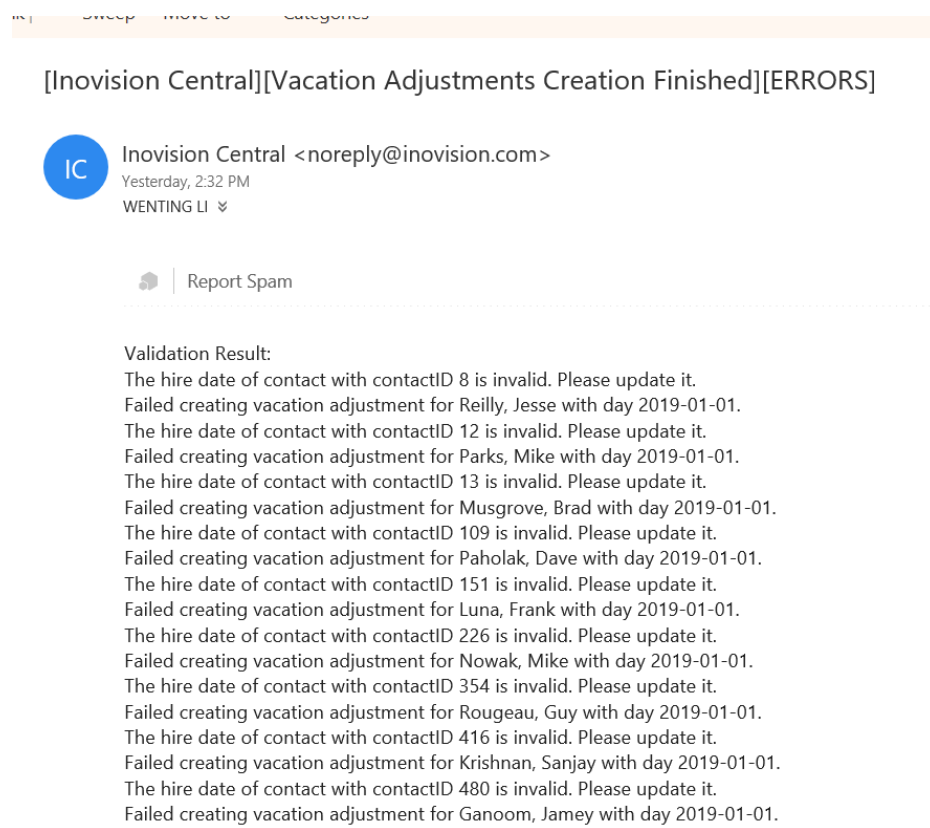 Sweep Move to Categories
[Inovision Central][Vacation Adjustments Creation Finished][ERRORS]
IC
Inovision Central <noreply@inovision.com>
Yesterday, 2:32 PM
WENTING LI
Report Spam
Validation Result:
The hire date of contact with contactID 8 is invalid. Please update it.
Failed creating vacation adjustment for Reilly, Jesse with day 2019-01-01.
The hire date of contact with contactID 12 is invalid. Please update it.
Failed creating vacation adjustment for Parks, Mike with day 2019-01-01.
The hire date of contact with contactID 13 is invalid. Please update it.
Failed creating vacation adjustment for Musgrove, Brad with day 2019-01-01.
The hire date of contact with contactID 109 is invalid. Please update it.
Failed creating vacation adjustment for Paholak, Dave with day 2019-01-01.
The hire date of contact with contactID 151 is invalid. Please update it.
Failed creating vacation adjustment for Luna, Frank with day 2019-01-01.
The hire date of contact with contactID 226 is invalid. Please update it.
Failed creating vacation adjustment for Nowak, Mike with day 2019-01-01.
The hire date of contact with contactID 354 is invalid. Please update it.
Failed creating vacation adjustment for Rougeau, Guy with day 2019-01-01.
The hire date of contact with contactID 416 is invalid. Please update it.
Failed creating vacation adjustment for Krishnan, Sanjay with day 2019-01-01.
The hire date of contact with contactID 480 is invalid. Please update it.
Failed creating vacation adjustment for Ganoom, Jamey with day 2019-01-01.